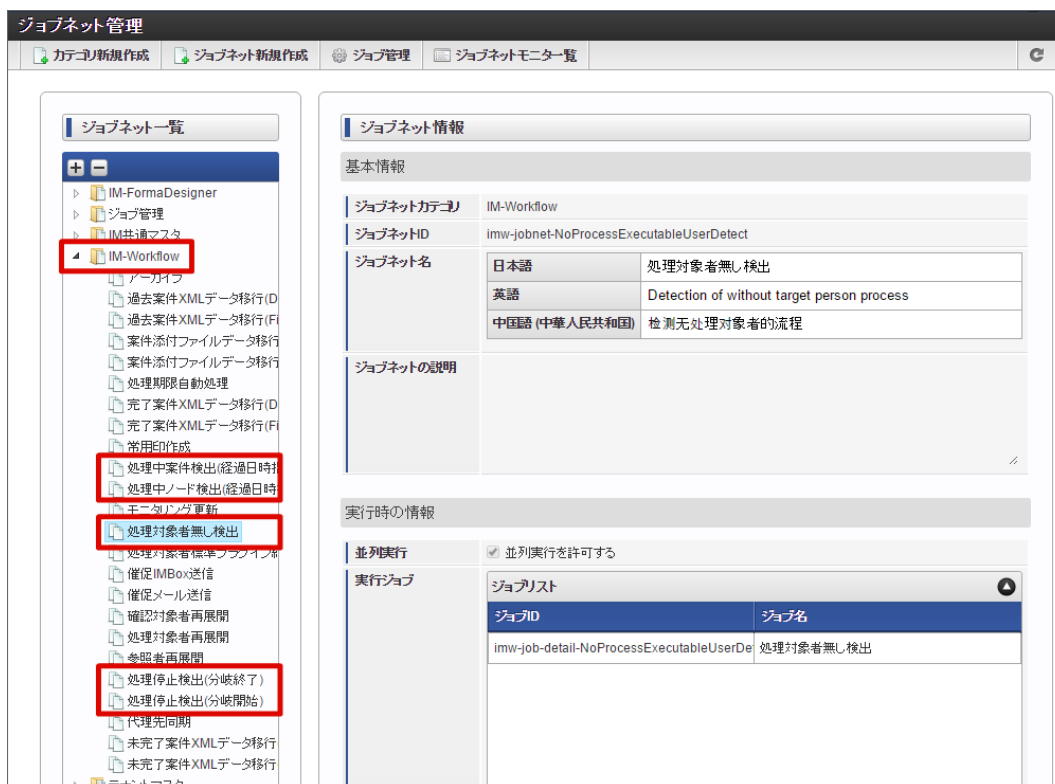 ジョブネット管理
カテゴリ新規作成 ジョブネット新規作成 ジョブ管理 ジョブネットモニタ一覧
ジョブネット一覧
IM-FormaDesigner
ジョブ管理
IM共通マスタ
IM-Workflow
アーカイブ
過去案件XMLデータ移行(D
過去案件XMLデータ移行(Fi
案件添付ファイルデータ移行
案件添付ファイルデータ移行
処理期限自動処理
完了案件XMLデータ移行(D
完了案件XMLデータ移行(Fi
常用印作成
処理中案件検出(経過日時指
処理中ノード検出(経過日時
モニタリング更新
処理対象者無し検出
処理対象者標準プラグイン
催促IMBox送信
催促メール送信
確認対象者再展開
処理対象者再展開
参照者再展開
処理停止検出(分岐終了)
処理停止検出(分岐開始)
代理先同期
未完了案件XMLデータ移行
未完了案件XMLデータ移行
テナントマスタ
ジョブネット情報
基本情報
ジョブネットカテゴリ IM-Workflow
ジョブネットID imw-jobnet-NoProcessExecutableUserDetect
ジョブネット名 日本語 処理対象者無し検出
英語 Detection of without target person process
中国語 (中華人民共和国) 检测无处理对象者的流程
ジョブネットの説明
実行時の情報
並列実行 並列実行を許可する
実行ジョブ ジョブリスト
ジョブID ジョブ名
imw-job-detail-NoProcessExecutableUserDe 処理対象者無し検出